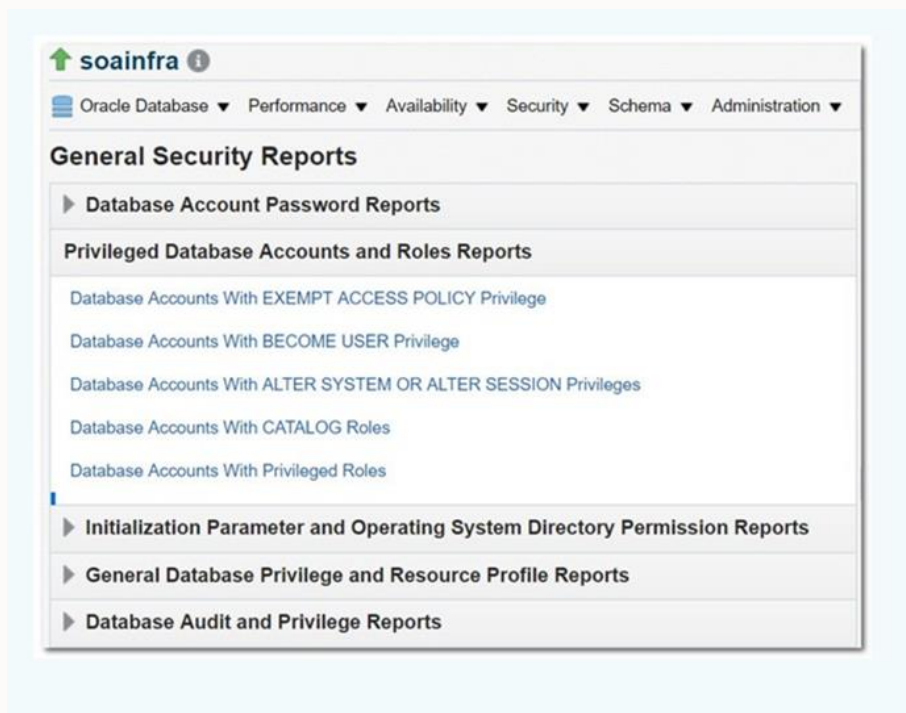 soainfra
Oracle Database Performance Availability Security Schema Administration
General Security Reports
Database Account Password Reports
Privileged Database Accounts and Roles Reports
Database Accounts With EXEMPT ACCESS POLICY Privilege
Database Accounts With BECOME USER Privilege
Database Accounts With ALTER SYSTEM OR ALTER SESSION Privileges
Database Accounts With CATALOG Roles
Database Accounts With Privileged Roles
Initialization Parameter and Operating System Directory Permission Reports
General Database Privilege and Resource Profile Reports
Database Audit and Privilege Reports